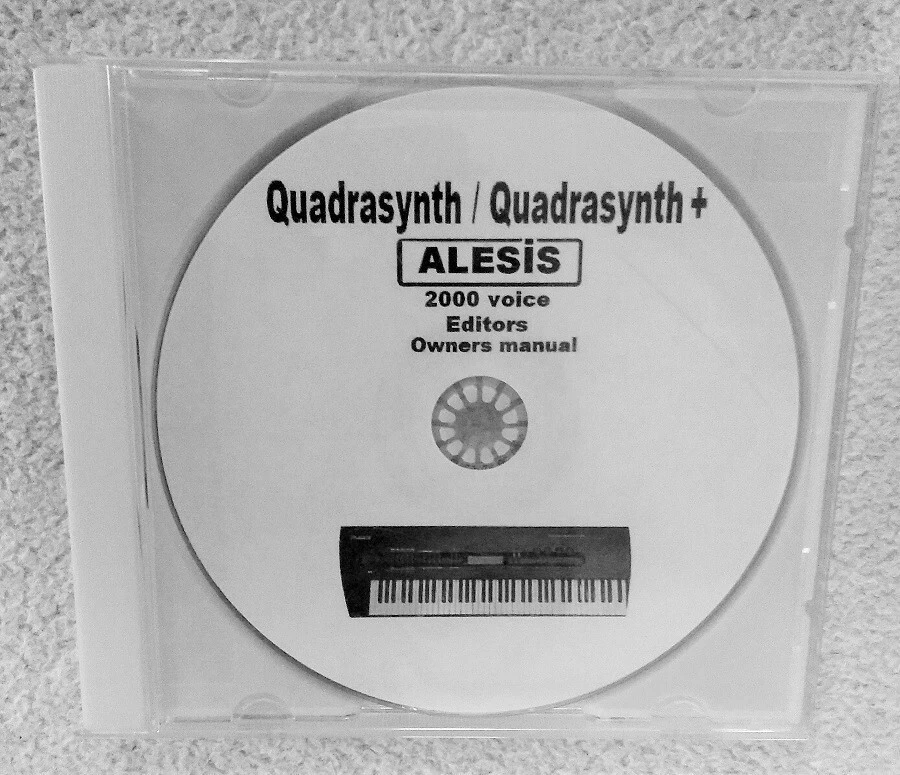 Quadrasynth / Quadrasynth+
ALESiS
2000 voice
Editors
Owners manual